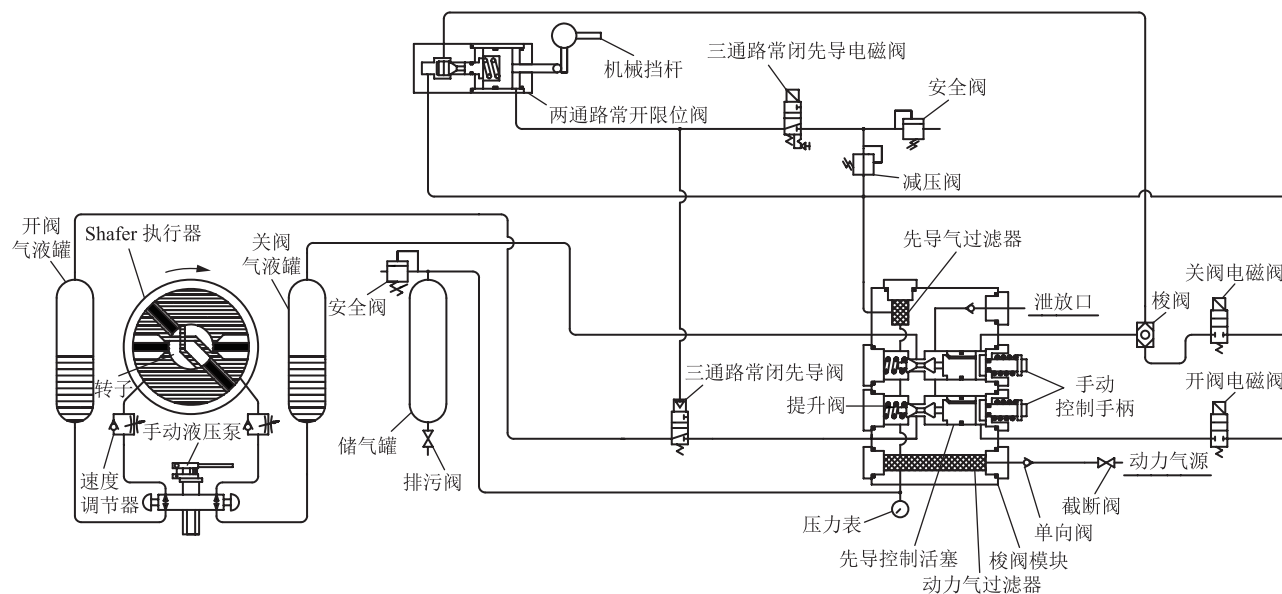 机械挡杆
两通路常开限位阀
三通路常闭先导电磁阀
安全阀
减压阀
开阀
气液罐
Shafer 执行器
关阀
气液罐
安全阀
先导气过滤器
泄放口
梭阀
关阀电磁阀
转子
手动液压泵
速度
调节器
储气罐
排污阀
三通路常闭先导阀
提升阀
手动
控制手柄
开阀电磁阀
动力气源
截断阀
单向阀
压力表
先导控制活塞
梭阀模块
动力气过滤器